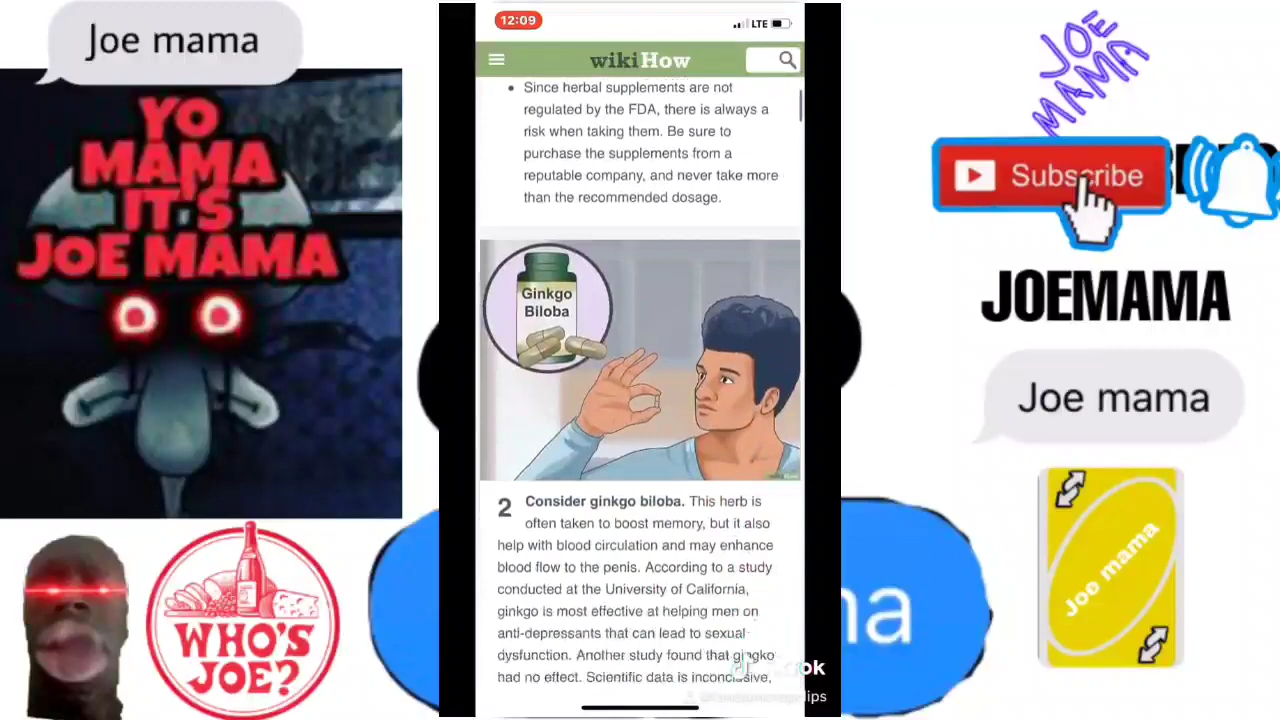 Joe mama
YO
MAMA
IT'S
JOE MAMA
WHO'S
JOE?
12:09
LTE
wikiHow
Since herbal supplements are not
regulated by the FDA, there is always a
risk when taking them. Be sure to
purchase the supplements from a
reputable company, and never take more
than the recommended dosage.
Ginkgo
Biloba
2 Consider ginkgo biloba. This herb is
often taken to boost memory, but it also
help with blood circulation and may enhance
blood flow to the penis. According to a study
conducted at the University of California,
ginkgo is most effective at helping men on
anti-depressants that can lead to sexual
dysfunction. Another study found that ginkgo
had no effect. Scientific data is inconclusive,
JOE
MAMA
Subscribe
JOEMAMA
Joe mama
Joo mama
ma